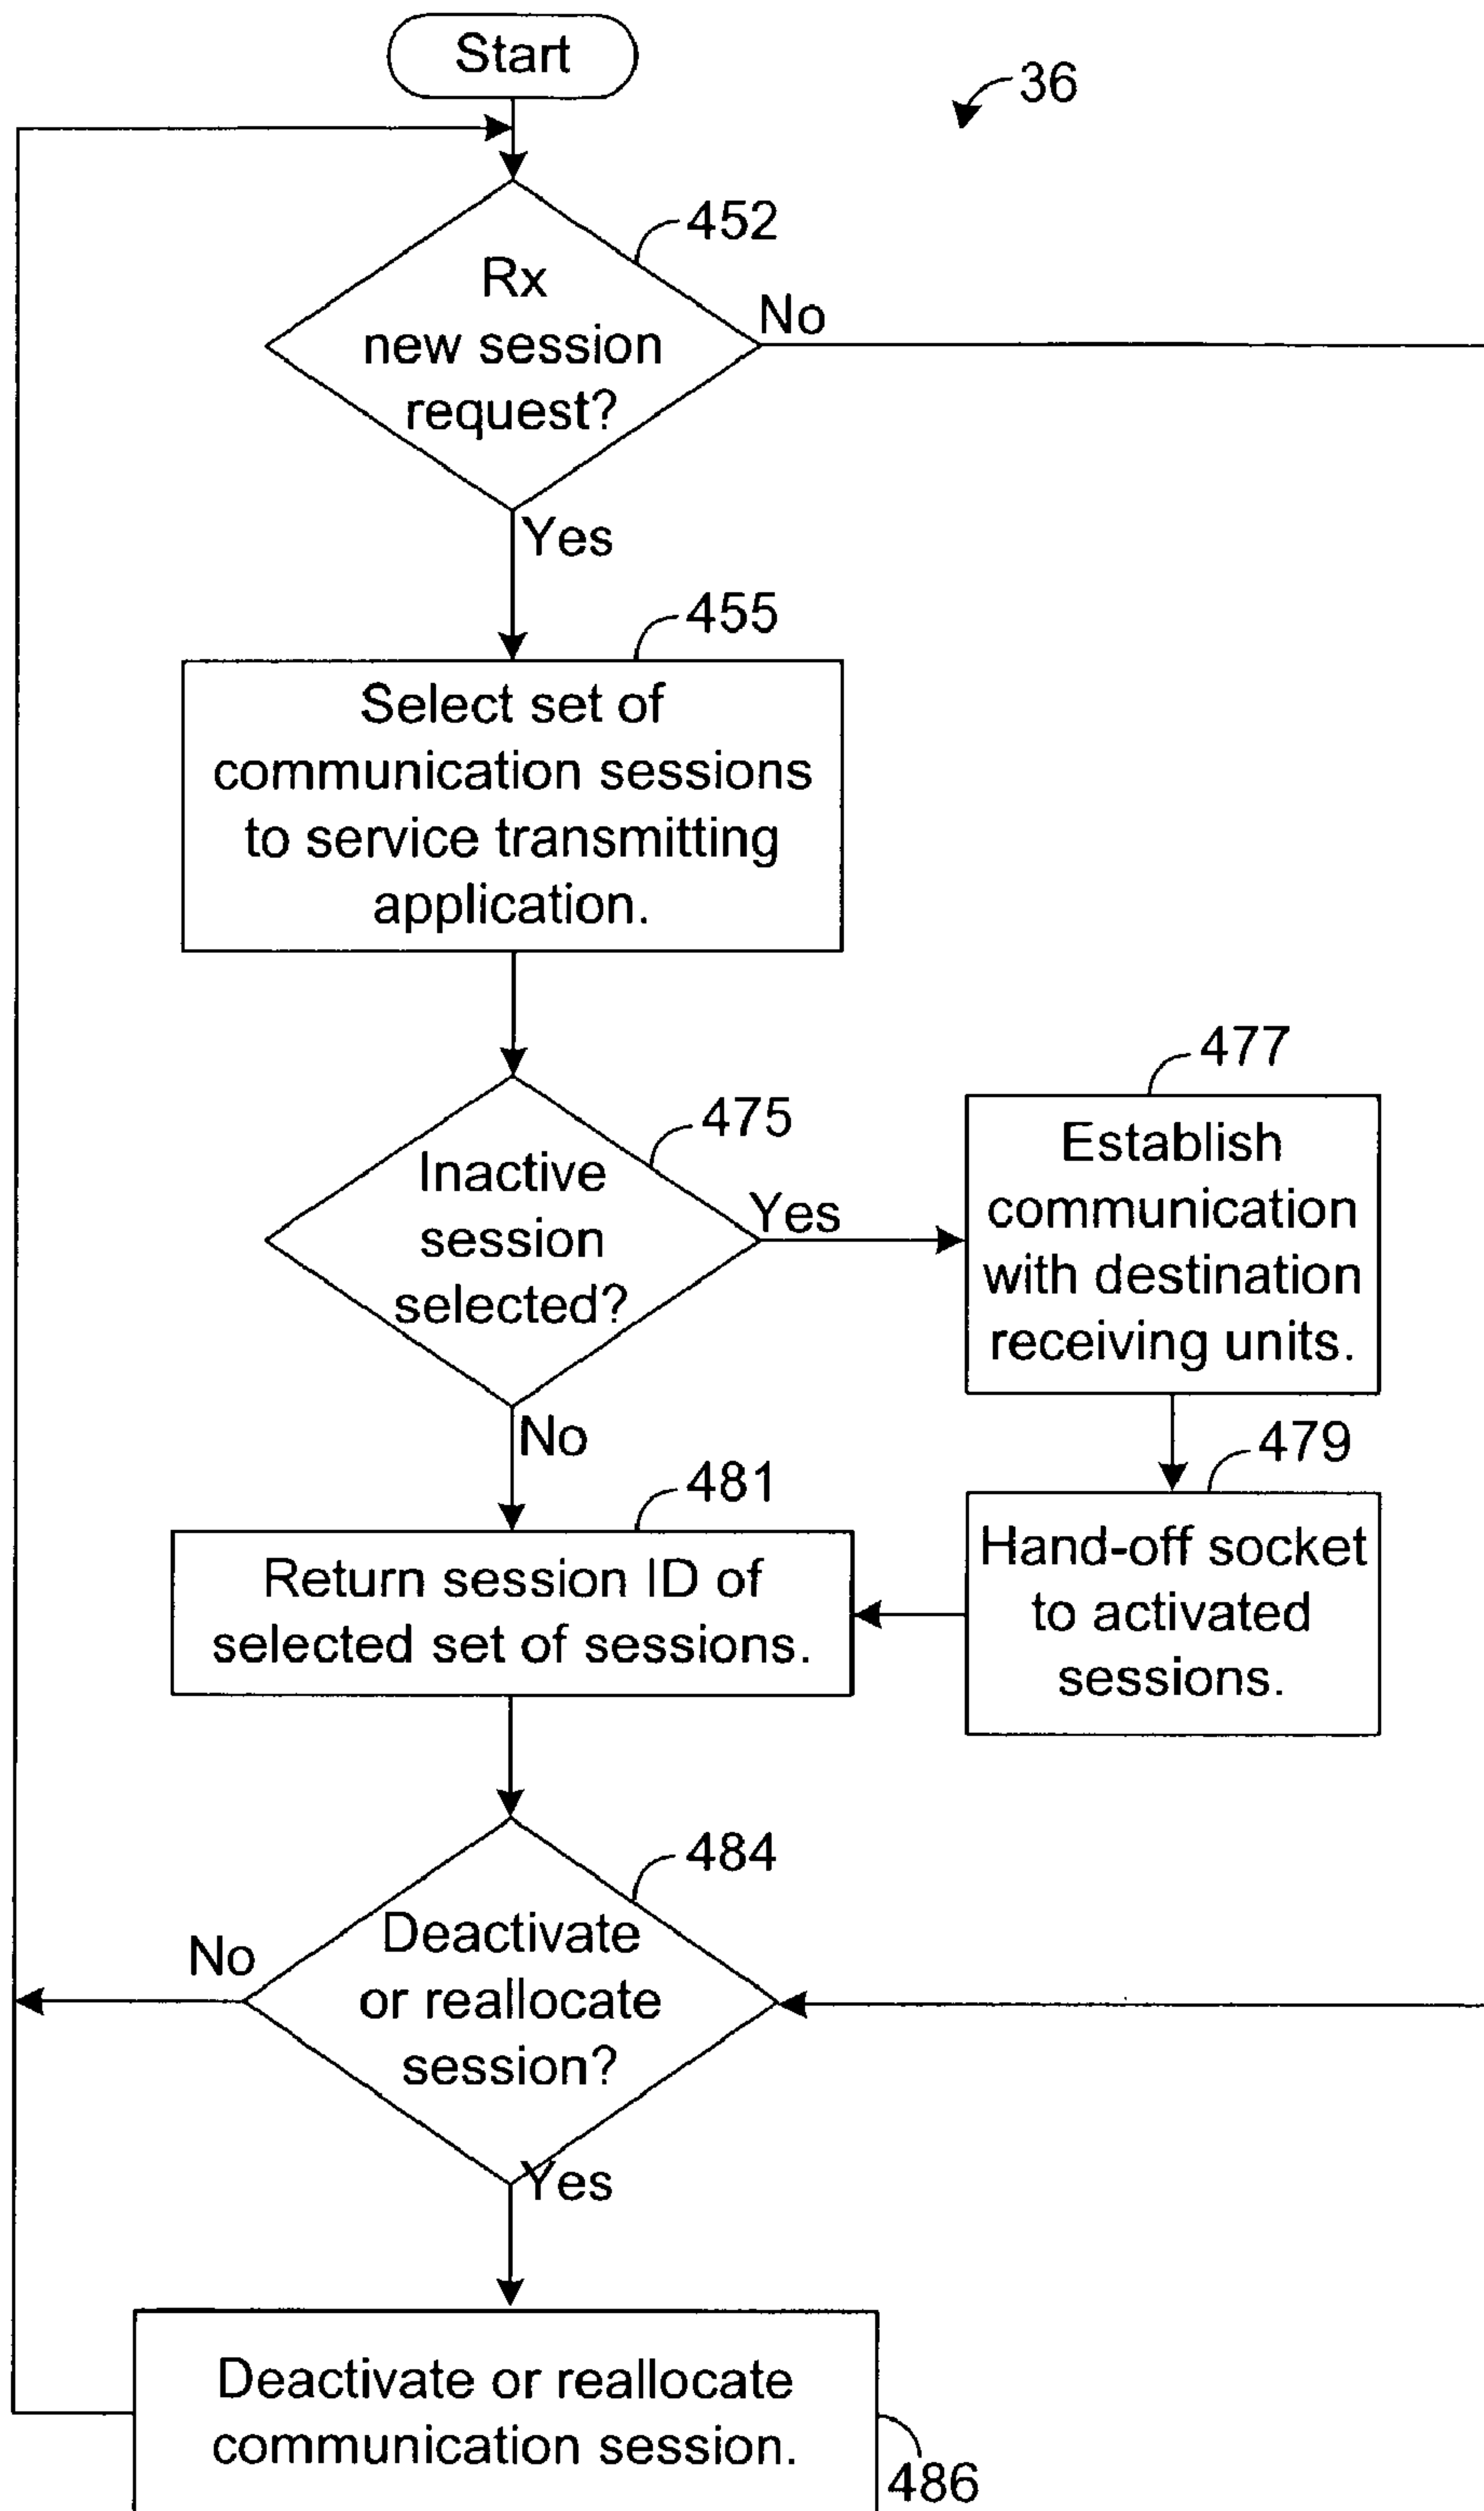 Start
36
452
Rx
new session
request?
No
Yes
455
Select set of
communication sessions
to service transmitting
application.
475
Inactive
session
selected?
Yes
No
477
Establish
communication
with destination
receiving units.
479
Hand-off socket
to activated
sessions.
481
Return session ID of
selected set of sessions.
484
Deactivate
or reallocate
session?
No
Yes
Deactivate or reallocate
communication session.
486